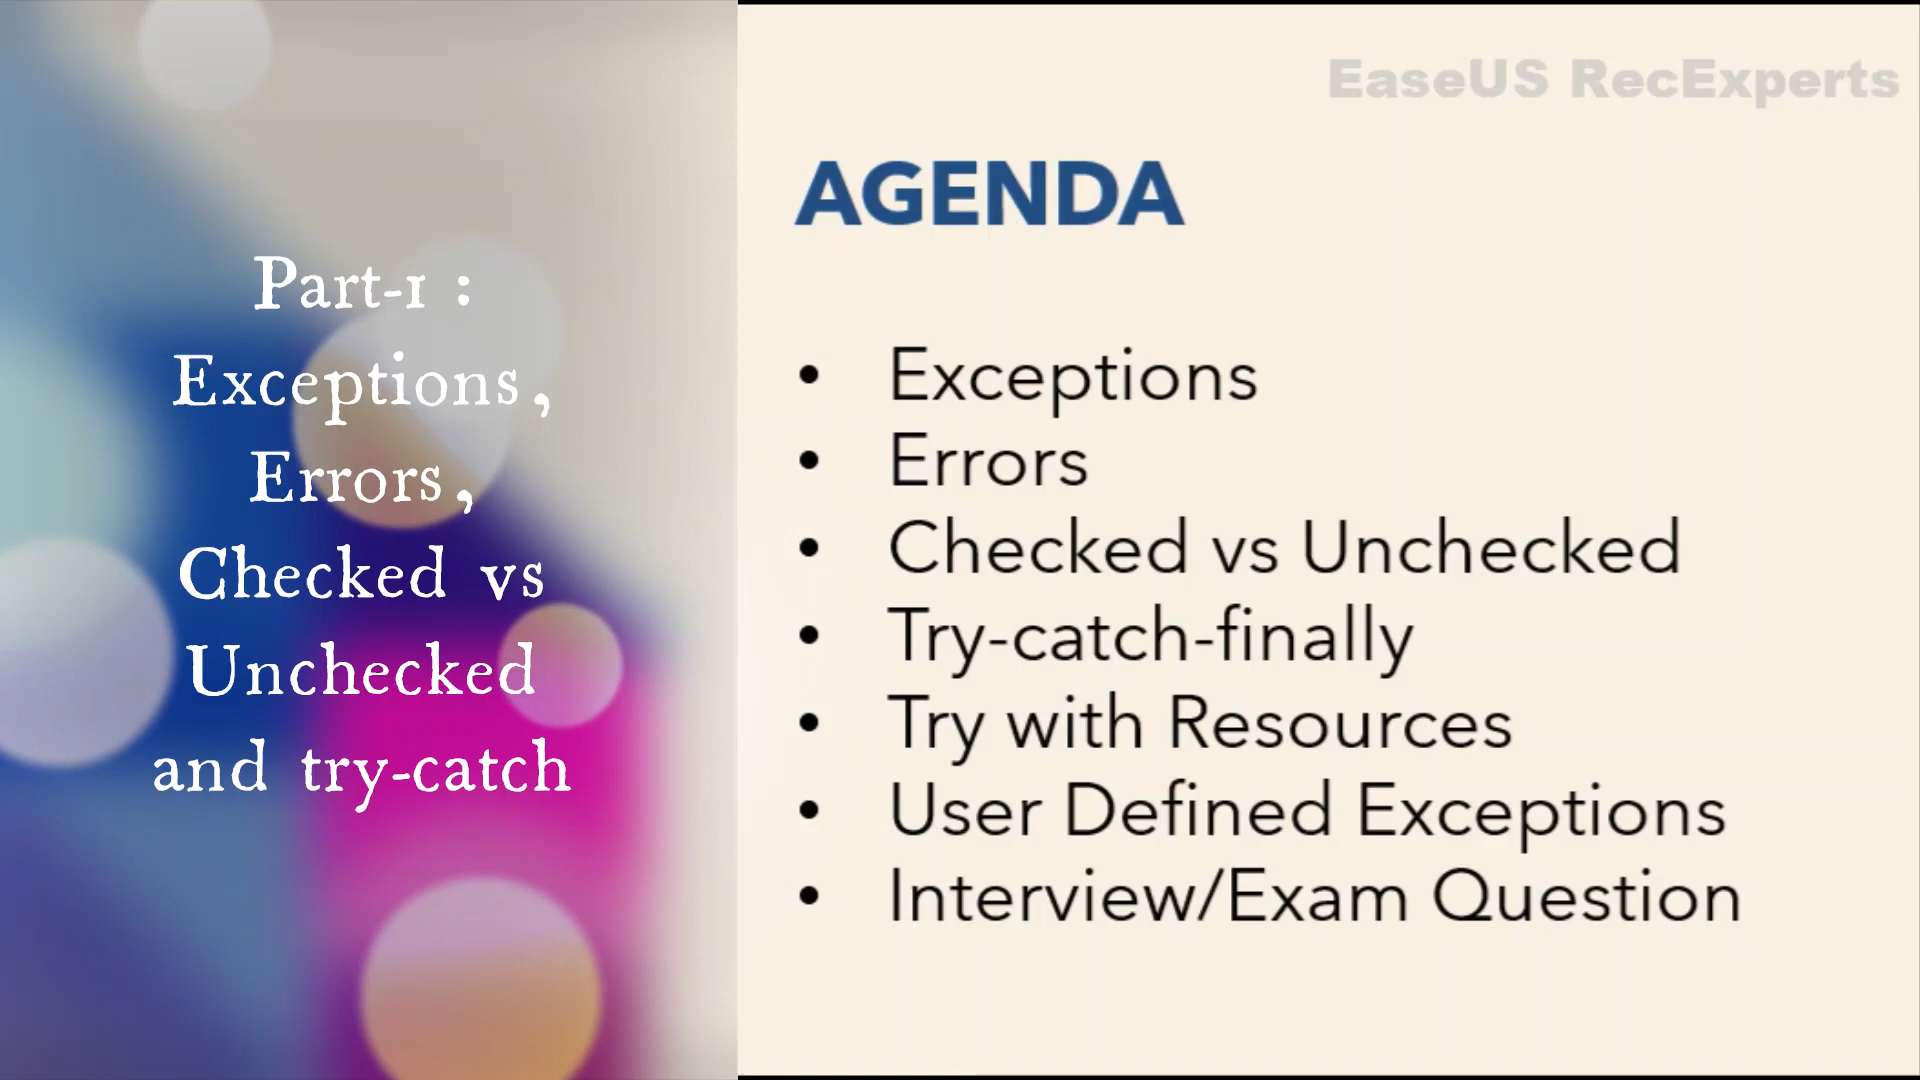 Part-1 :
Exceptions,
Errors,
Checked vs
Unchecked
and try-catch
EaseUS RecExperts
AGENDA
• Exceptions
• Errors
• Checked vs Unchecked
• Try-catch-finally
• Try with Resources
• User Defined Exceptions
• Interview/Exam Question